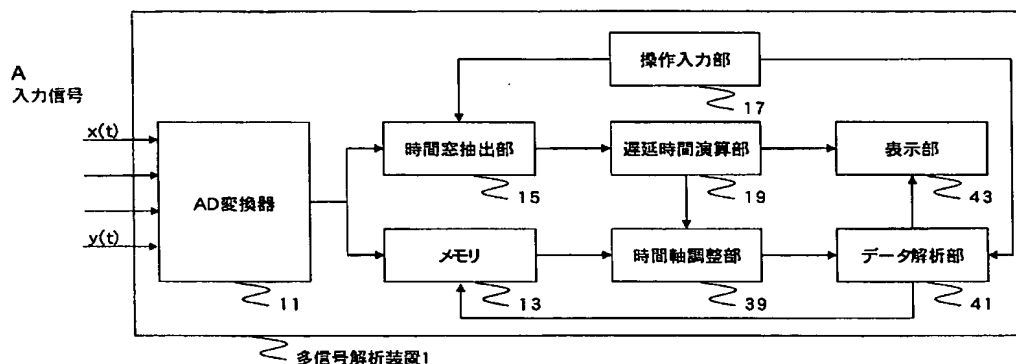 操作入力部
A
入力信号
17
x(t)
時間窓抽出部
遅延時間演算部
表示部
15
19
43
AD変換器
y(t)
メモリ
時間軸調整部
データ解析部
11
13
39
41
多信号解析装置1